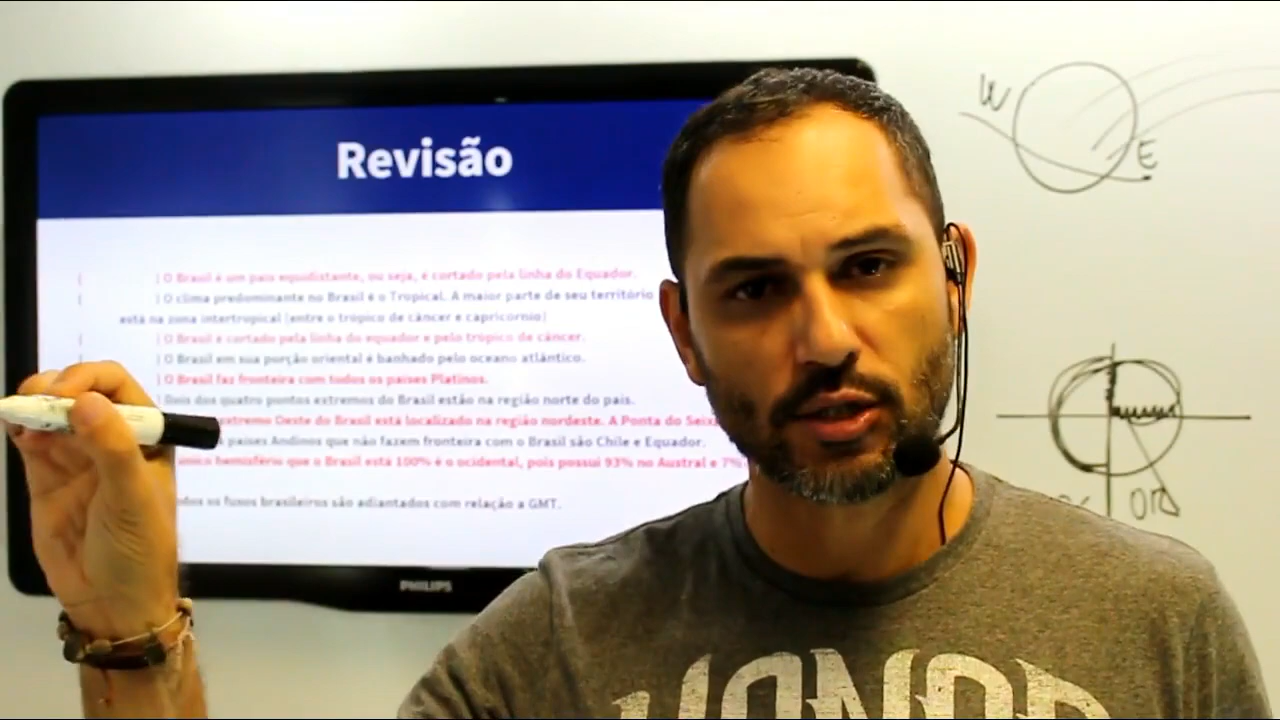 Revisão
( ) O Brasil é um país equidistante, ou seja, é cortado pela linha do Equador.
( ) O clima predominante no Brasil é o Tropical. A maior parte de seu território
está na zona intertropical (entre o trópico de câncer e capricórnio)
( ) O Brasil é cortado pela linha do equador e pelo trópico de câncer.
) O Brasil em sua porção oriental é banhado pelo oceano atlântico.
) O Brasil faz fronteira com todos os países Platinos.
Dois dos quatro pontos extremos do Brasil estão na região norte do país.
extremo Oeste do Brasil está localizado na região nordeste. A Ponta do Seixa
países Andinos que não fazem fronteira com o Brasil são Chile e Equador.
único hemisfério que o Brasil está 100% é o ocidental, pois possui 93% no Austral e 7%
odos os fusos brasileiros são adiantados com relação a GMT.
PHILIPS
W
E
HONOR